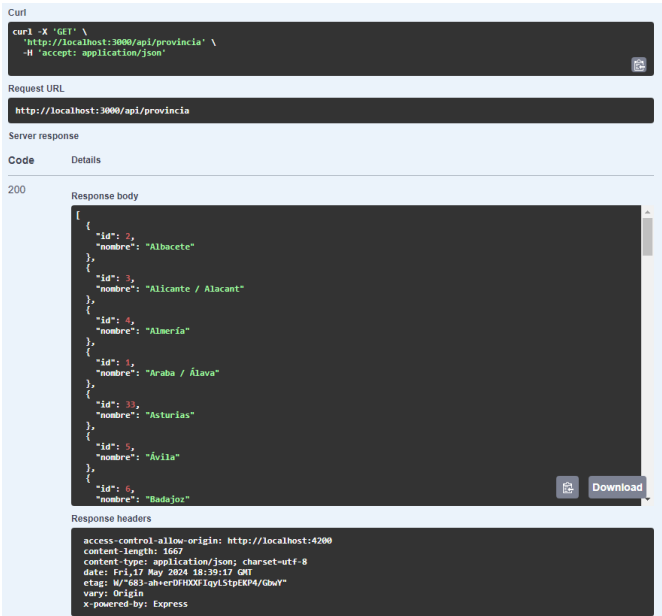 Curl
curl -X 'GET' \
'http://localhost:3000/api/provincia' \
-H 'accept: application/json'
Request URL
http://localhost:3000/api/provincia
Server response
Code Details
200
Response body
[
{
"id": 2,
"nombre": "Albacete"
},
{
"id": 3,
"nombre": "Alicante / Alacant"
},
{
"id": 4,
"nombre": "Almería"
},
{
"id": 1,
"nombre": "Araba / Álava"
},
{
"id": 33,
"nombre": "Asturias"
},
{
"id": 5,
"nombre": "Ávila"
},
{
"id": 6,
"nombre": "Badajoz"
Download
Response headers
access-control-allow-origin: http://localhost:4200
content-length: 1667
content-type: application/json; charset=utf-8
date: Fri,17 May 2024 18:39:17 GMT
etag: W/"683-ah+erDFHXXFIqyLStpEKP4/GbwY"
vary: Origin
x-powered-by: Express